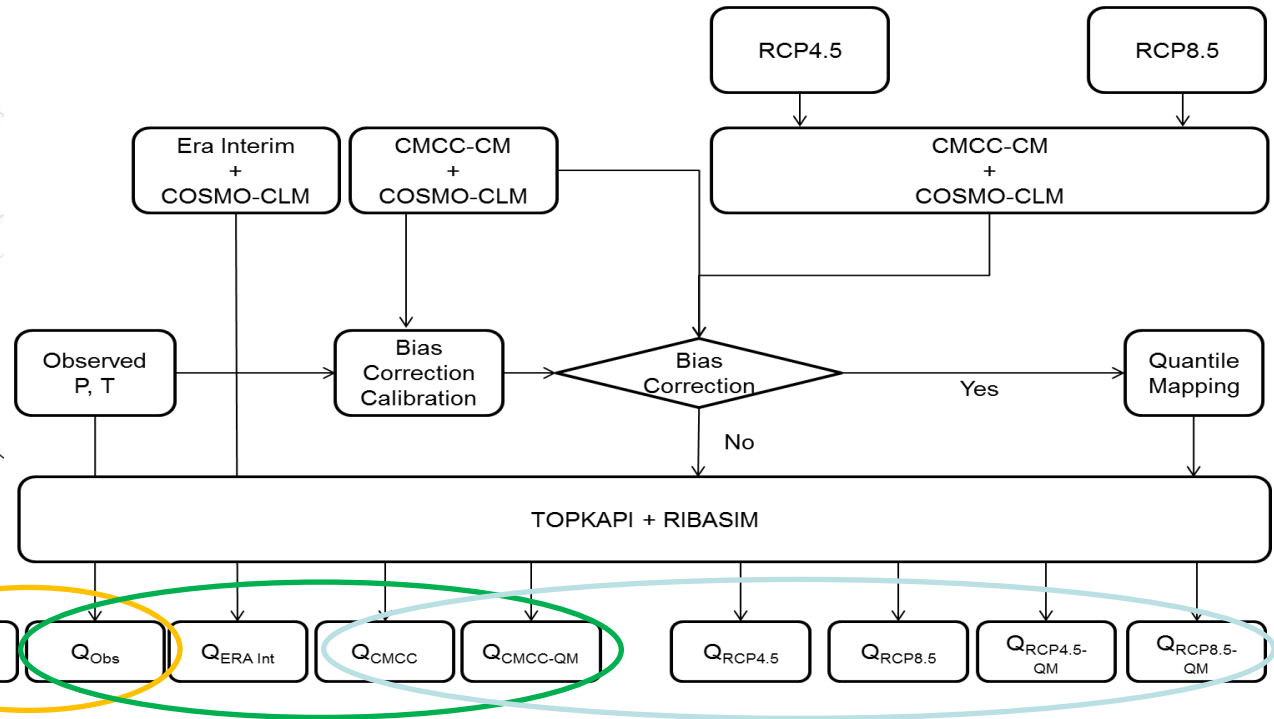 RCP4.5
RCP8.5
Era Interim
+
COSMO-CLM
CMCC-CM
+
COSMO-CLM
CMCC-CM
+
COSMO-CLM
Observed
P, T
Bias
Correction
Calibration
Bias
Correction
Yes
Quantile
Mapping
No
TOPKAPI + RIBASIM
QObs
QERA Int
QCMCC
QCMCC-QM
QRCP4.5
QRCP8.5
QRCP4.5-
QM
QRCP8.5-
QM